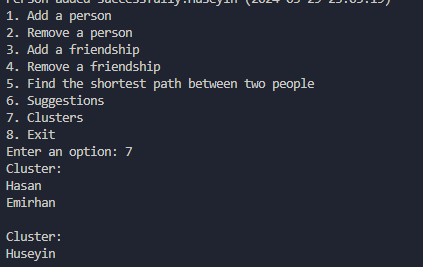 Person added successfully:Huseyin (2024-05-29 23:05:19)
1. Add a person
2. Remove a person
3. Add a friendship
4. Remove a friendship
5. Find the shortest path between two people
6. Suggestions
7. Clusters
8. Exit
Enter an option: 7
Cluster:
Hasan
Emirhan
Cluster:
Huseyin